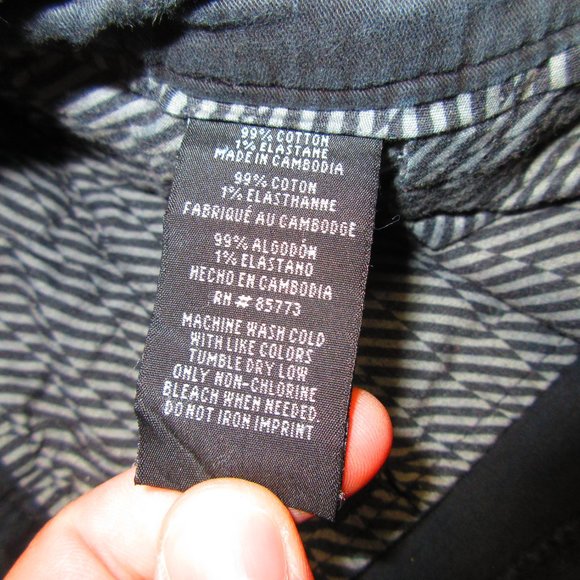 99% COTTON
1% ELASTANE
MADE IN CAMBODIA
99% COTON
1% ELASTHANNE
FABRIQUÉ AU CAMBODGE
99% ALGODÓN
1% ELASTANO
HECHO EN CAMBODIA
RN# 85773
MACHINE WASH COLD
WITH LIKE COLORS
TUMBLE DRY LOW
ONLY NON-CHLORINE
BLEACH WHEN NEEDED.
DO NOT IRON IMPRINT